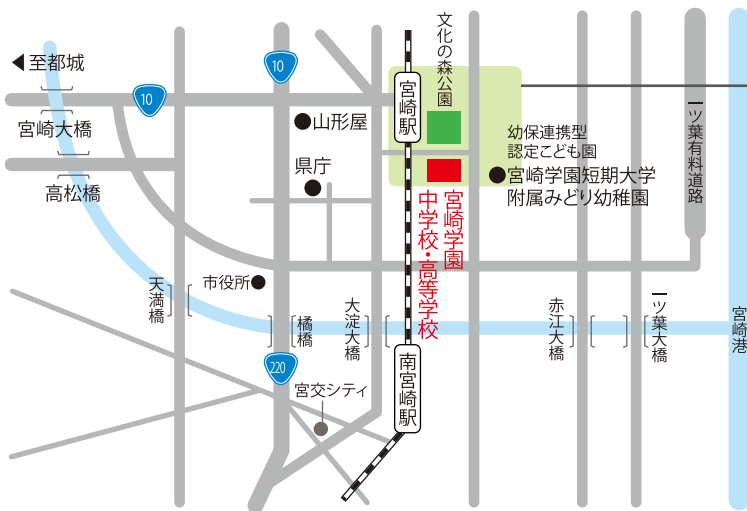 ◀至都城
10
10
文化の森公園
宮崎駅
宮崎大橋
●山形屋
幼保連携型
認定こども園
●宮崎学園短期大学
附属みどり幼稚園
一ツ葉有料道路
県庁
高松橋
宮崎学園
中学校・高等学校
市役所●
天満橋
橘橋
大淀大橋
赤江大橋
一ツ葉大橋
宮崎港
220
南宮崎駅
宮交シティ